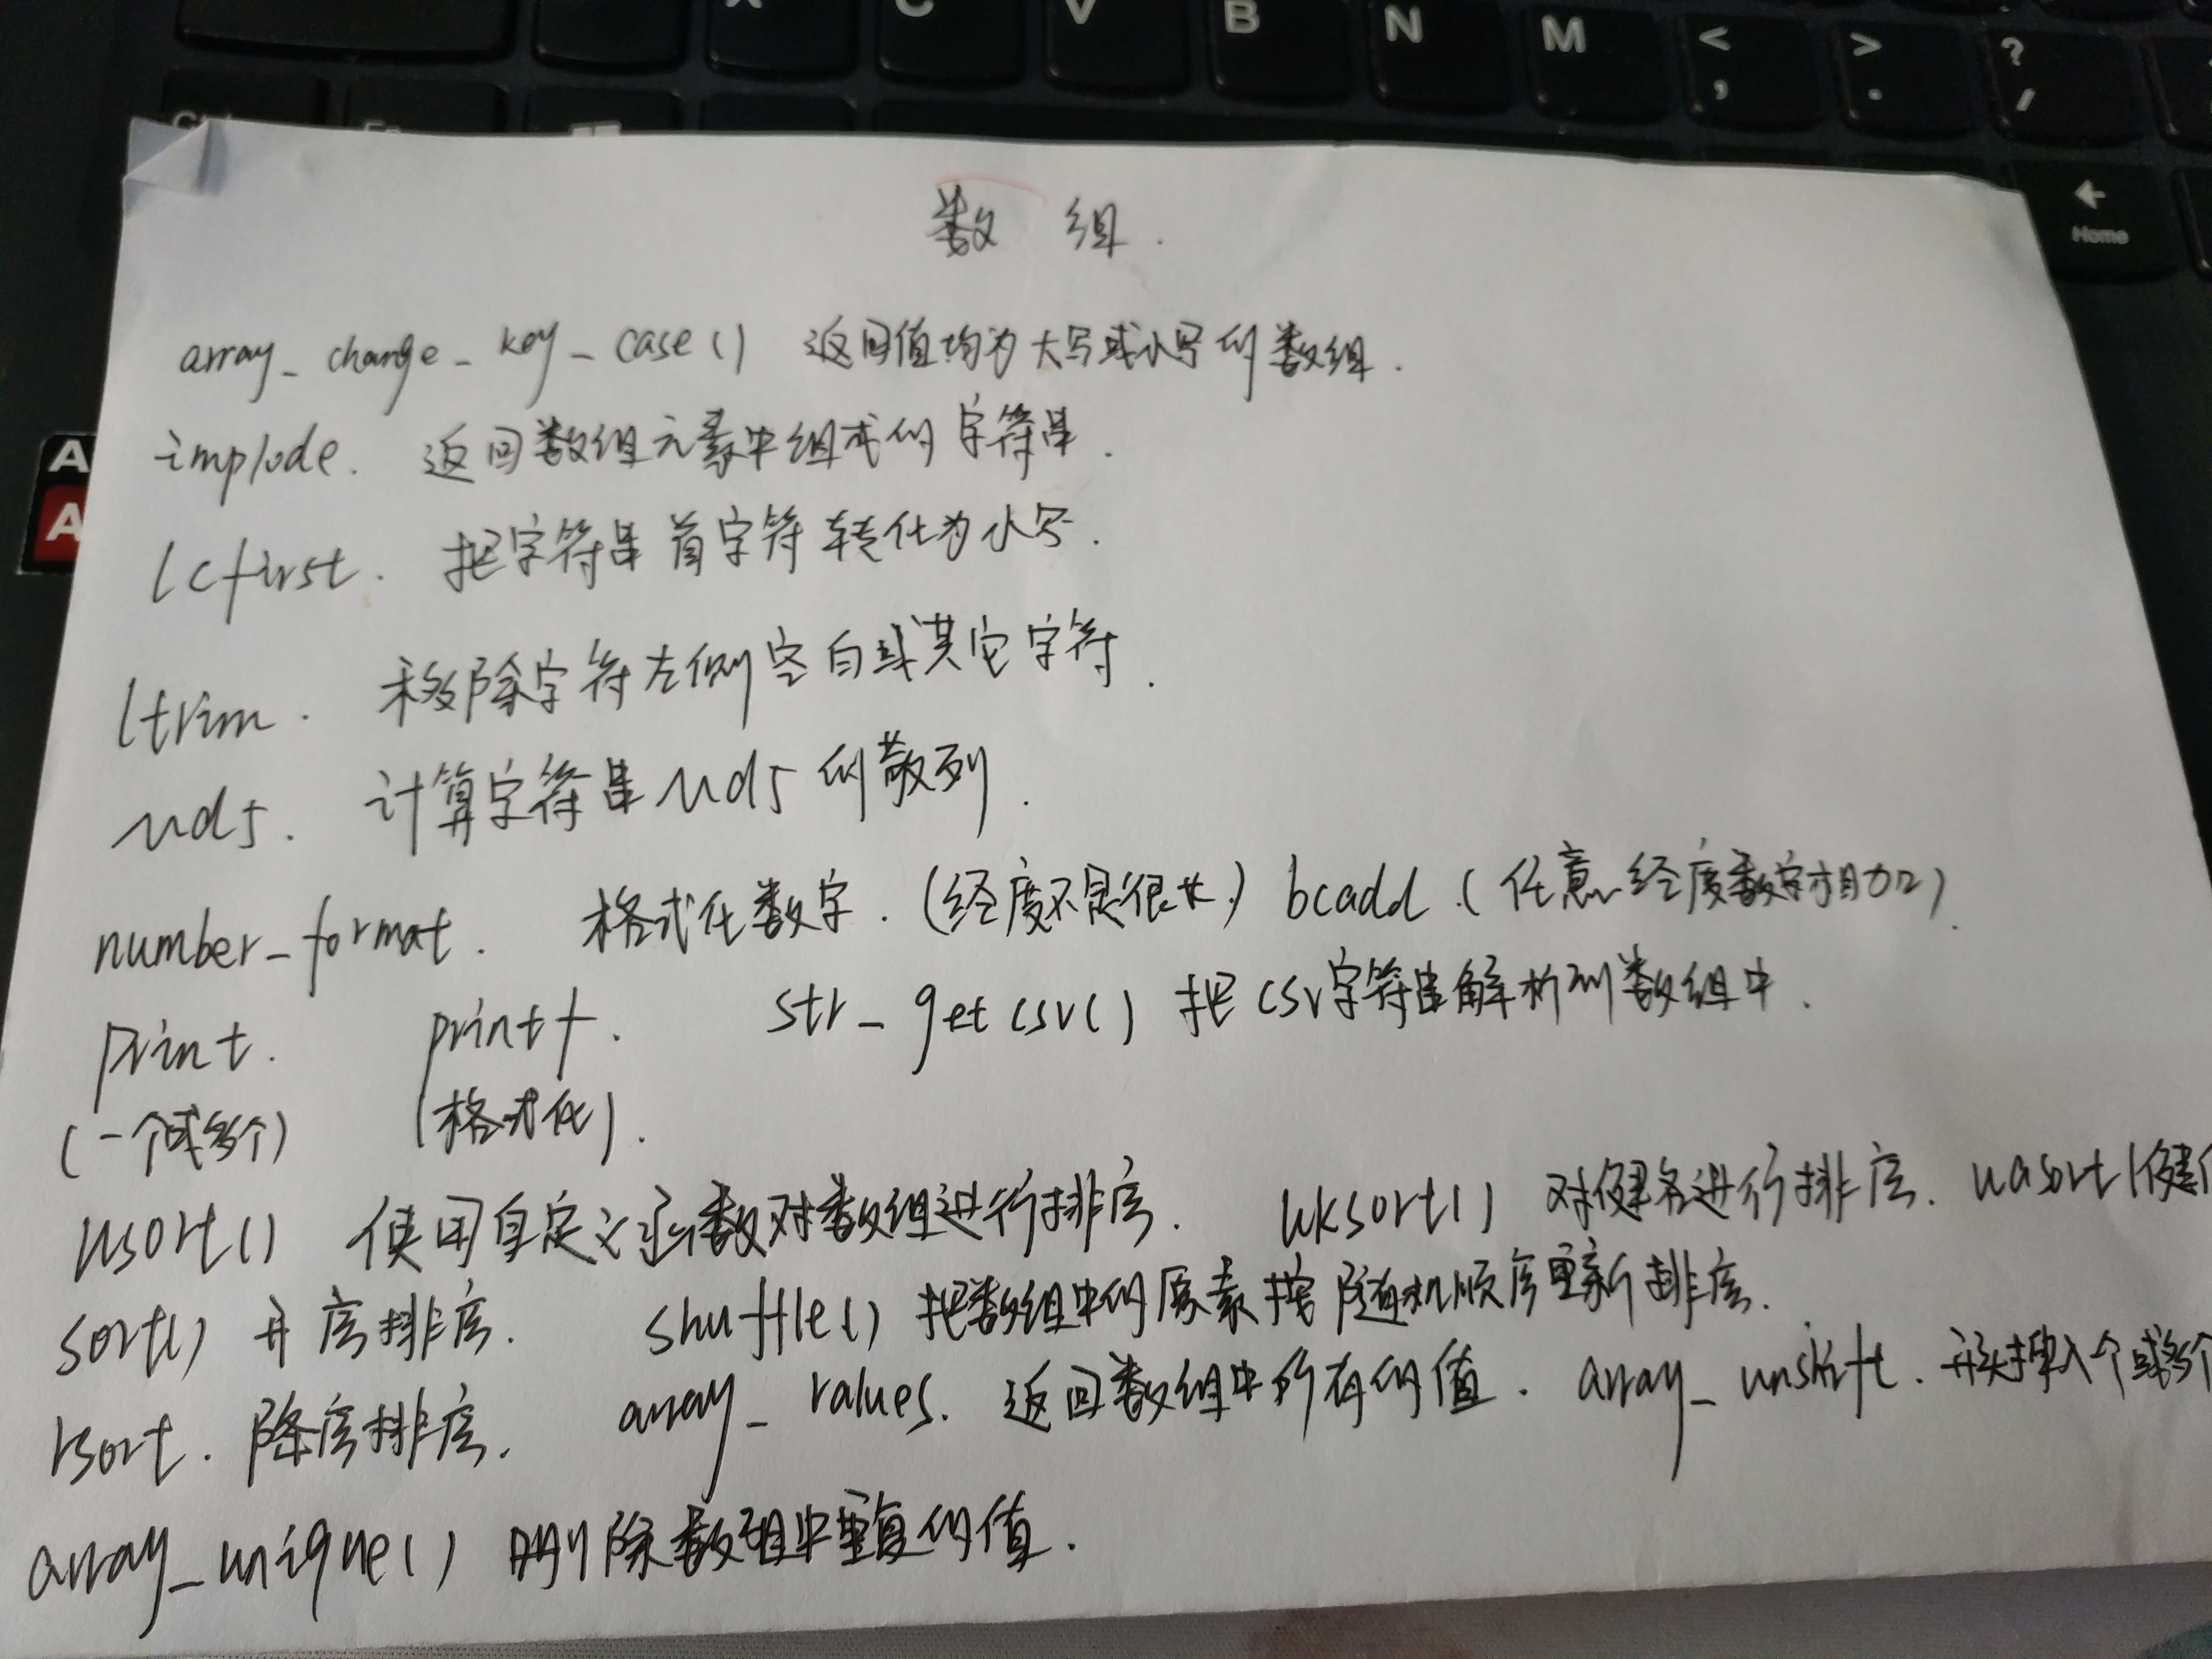 X C V B N M < , > . ? /
Home
数 组.
array_change_key_case() 返回值均为大写或小写的数组.
implode. 返回数组元素中组成的字符串.
lcfirst. 把字符串首字符转化为小写.
ltrim. 移除字符左侧空白或其它字符.
md5. 计算字符串md5的散列.
number_format. 格式化数字.(经度不是很大.) bcadd.(任意经度数字相加).
print. printf. str_getcsv() 把csv字符串解析到数组中.
(一个或多个) (格式化).
usort() 使用自定义函数对数组进行排序. uksort() 对健名进行排序. uasort(健
sort() 升序排序. shuffle() 把数组中的原素按随机顺序重新排序.
rsort. 降序排序. array_values. 返回数组中所有的值. array_unshift. 开头插入一个或多个
array_unique() 删除数组中重复的值.